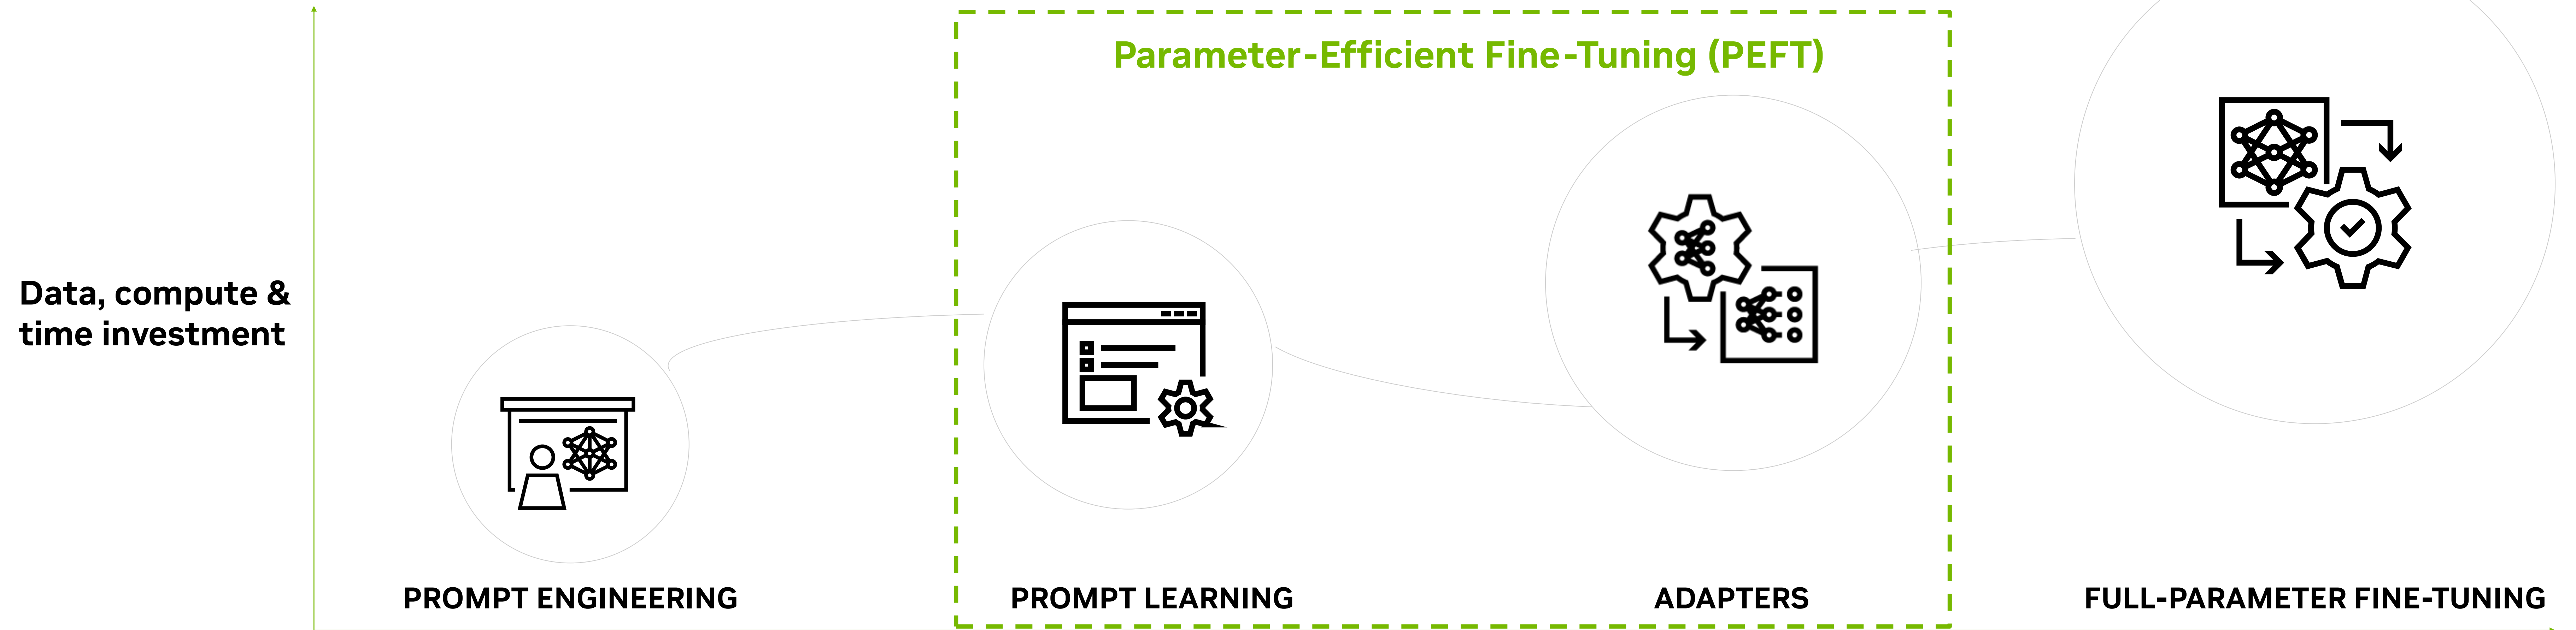 Parameter-Efficient Fine-Tuning (PEFT)
Data, compute &
time investment
PROMPT ENGINEERING
PROMPT LEARNING
ADAPTERS
FULL-PARAMETER FINE-TUNING